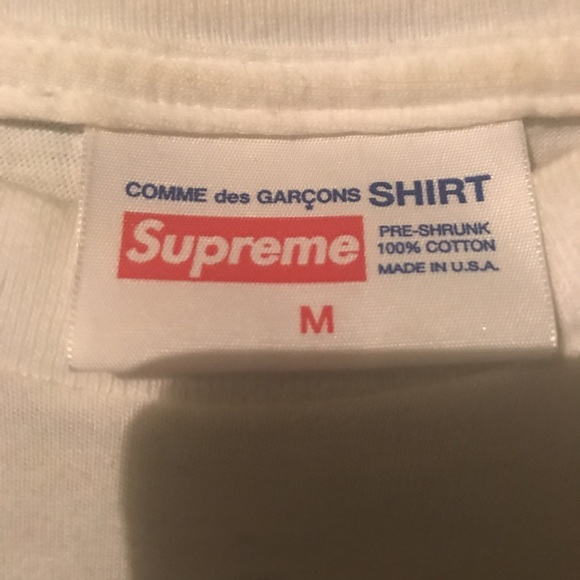 COMME des GARÇONS SHIRT
Supreme
PRE-SHRUNK
100% COTTON
MADE IN U.S.A.
M